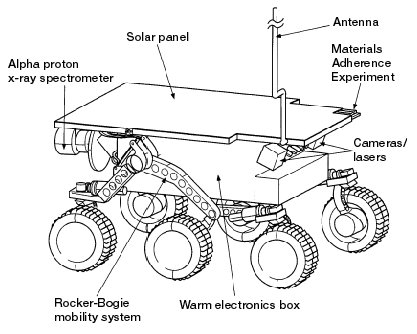 Antenna
Solar panel
Materials
Adherence
Experiment
Alpha proton
x-ray spectrometer
Cameras/
lasers
Rocker-Bogie
mobility system
Warm electronics box